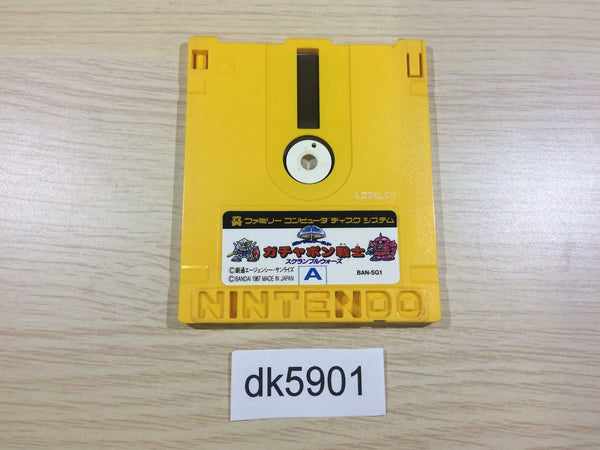 A
L226L09
ファミリー コンピュータ ディスク システム
ガチャポン戦士
スクランブルウォーズ
©創通エージェンシー・サンライズ
©BANDAI 1987 MADE IN JAPAN
A
BAN-SG1
NINTENDO
dk5901